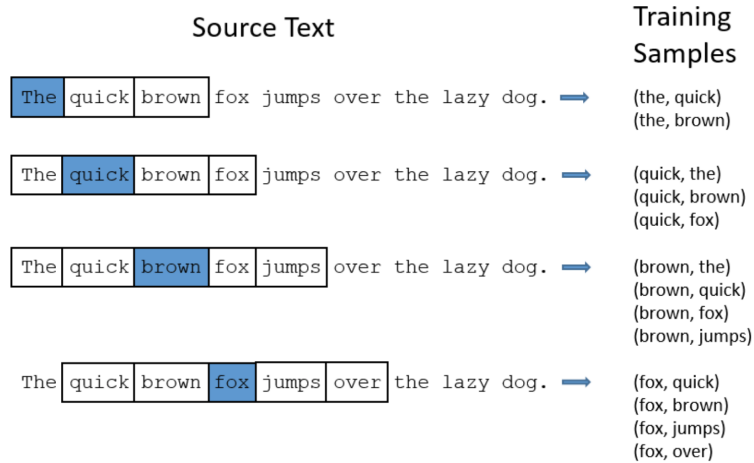 Source Text
Training
Samples
The quick brown fox jumps over the lazy dog.
(the, quick)
(the, brown)
The quick brown fox jumps over the lazy dog.
(quick, the)
(quick, brown)
(quick, fox)
The quick brown fox jumps over the lazy dog.
(brown, the)
(brown, quick)
(brown, fox)
(brown, jumps)
The quick brown fox jumps over the lazy dog.
(fox, quick)
(fox, brown)
(fox, jumps)
(fox, over)